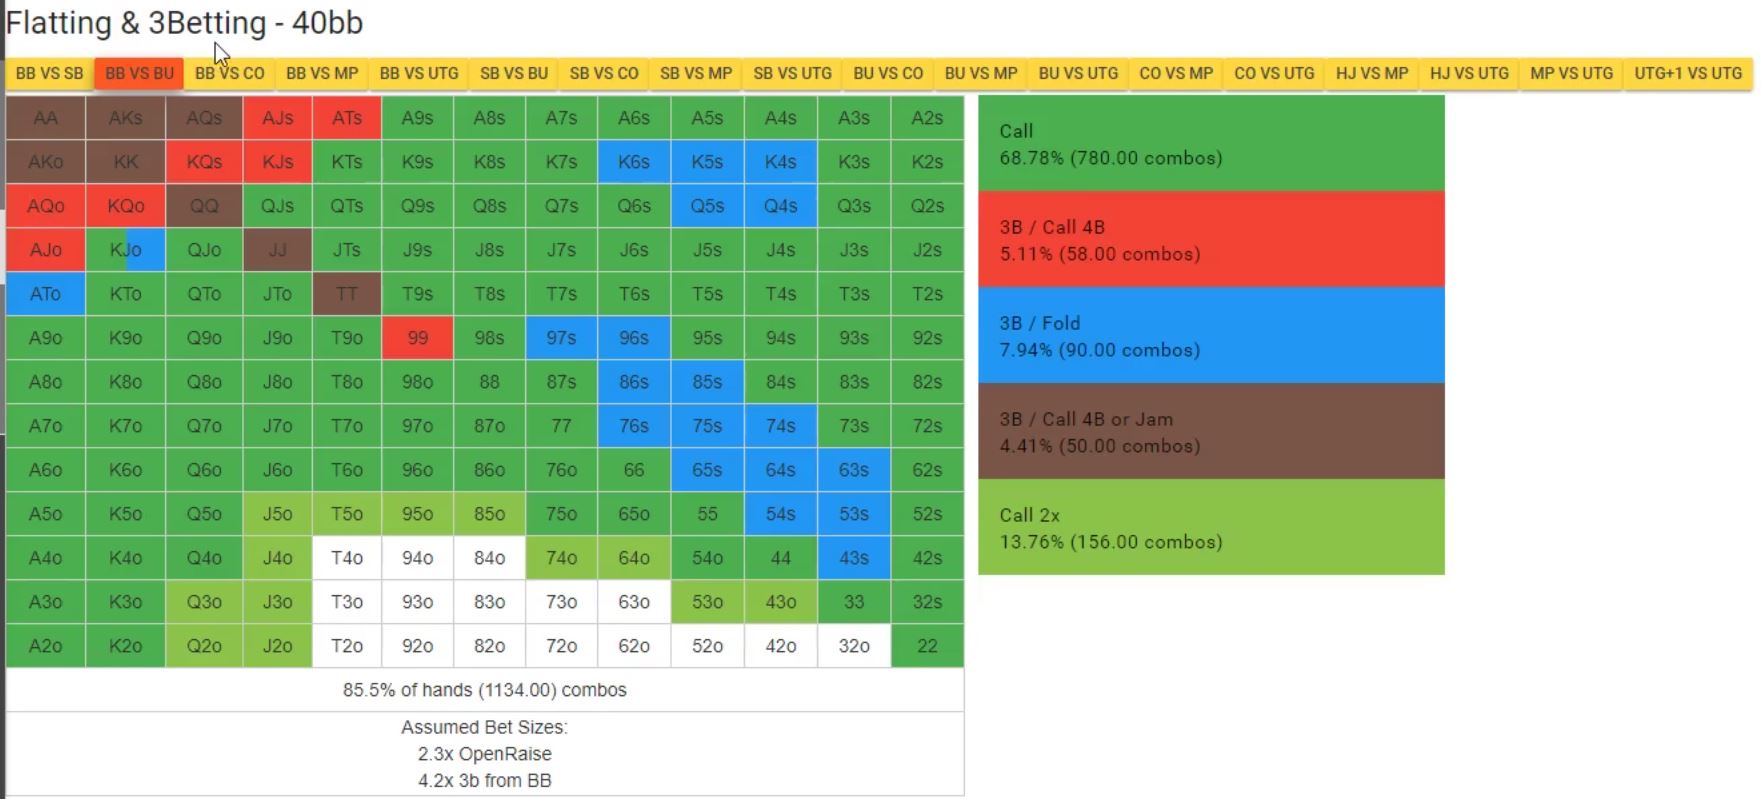 Flatting & 3Betting - 40bb
BB VS SB BB VS BU BB VS CO BB VS MP BB VS UTG SB VS BU SB VS CO SB VS MP SB VS UTG BU VS CO BU VS MP BU VS UTG CO VS MP CO VS UTG HJ VS MP HJ VS UTG MP VS UTG UTG+1 VS UTG
AA AKs AQs AJs ATs A9s A8s A7s A6s A5s A4s A3s A2s
AKo KK KQs KJs KTs K9s K8s K7s K6s K5s K4s K3s K2s
AQo KQo QQ QJs QTs Q9s Q8s Q7s Q6s Q5s Q4s Q3s Q2s
AJo KJo QJo JJ JTs J9s J8s J7s J6s J5s J4s J3s J2s
ATo KTo QTo JTo TT T9s T8s T7s T6s T5s T4s T3s T2s
A9o K9o Q9o J9o T9o 99 98s 97s 96s 95s 94s 93s 92s
A8o K8o Q8o J8o T8o 98o 88 87s 86s 85s 84s 83s 82s
A7o K7o Q7o J7o T7o 97o 87o 77 76s 75s 74s 73s 72s
A6o K6o Q6o J6o T6o 96o 86o 76o 66 65s 64s 63s 62s
A5o K5o Q5o J5o T5o 95o 85o 75o 65o 55 54s 53s 52s
A4o K4o Q4o J4o T4o 94o 84o 74o 64o 54o 44 43s 42s
A3o K3o Q3o J3o T3o 93o 83o 73o 63o 53o 43o 33 32s
A2o K2o Q2o J2o T2o 92o 82o 72o 62o 52o 42o 32o 22
85.5% of hands (1134.00) combos
Assumed Bet Sizes:
2.3x OpenRaise
4.2x 3b from BB
Call
68.78% (780.00 combos)
3B / Call 4B
5.11% (58.00 combos)
3B / Fold
7.94% (90.00 combos)
3B / Call 4B or Jam
4.41% (50.00 combos)
Call 2x
13.76% (156.00 combos)